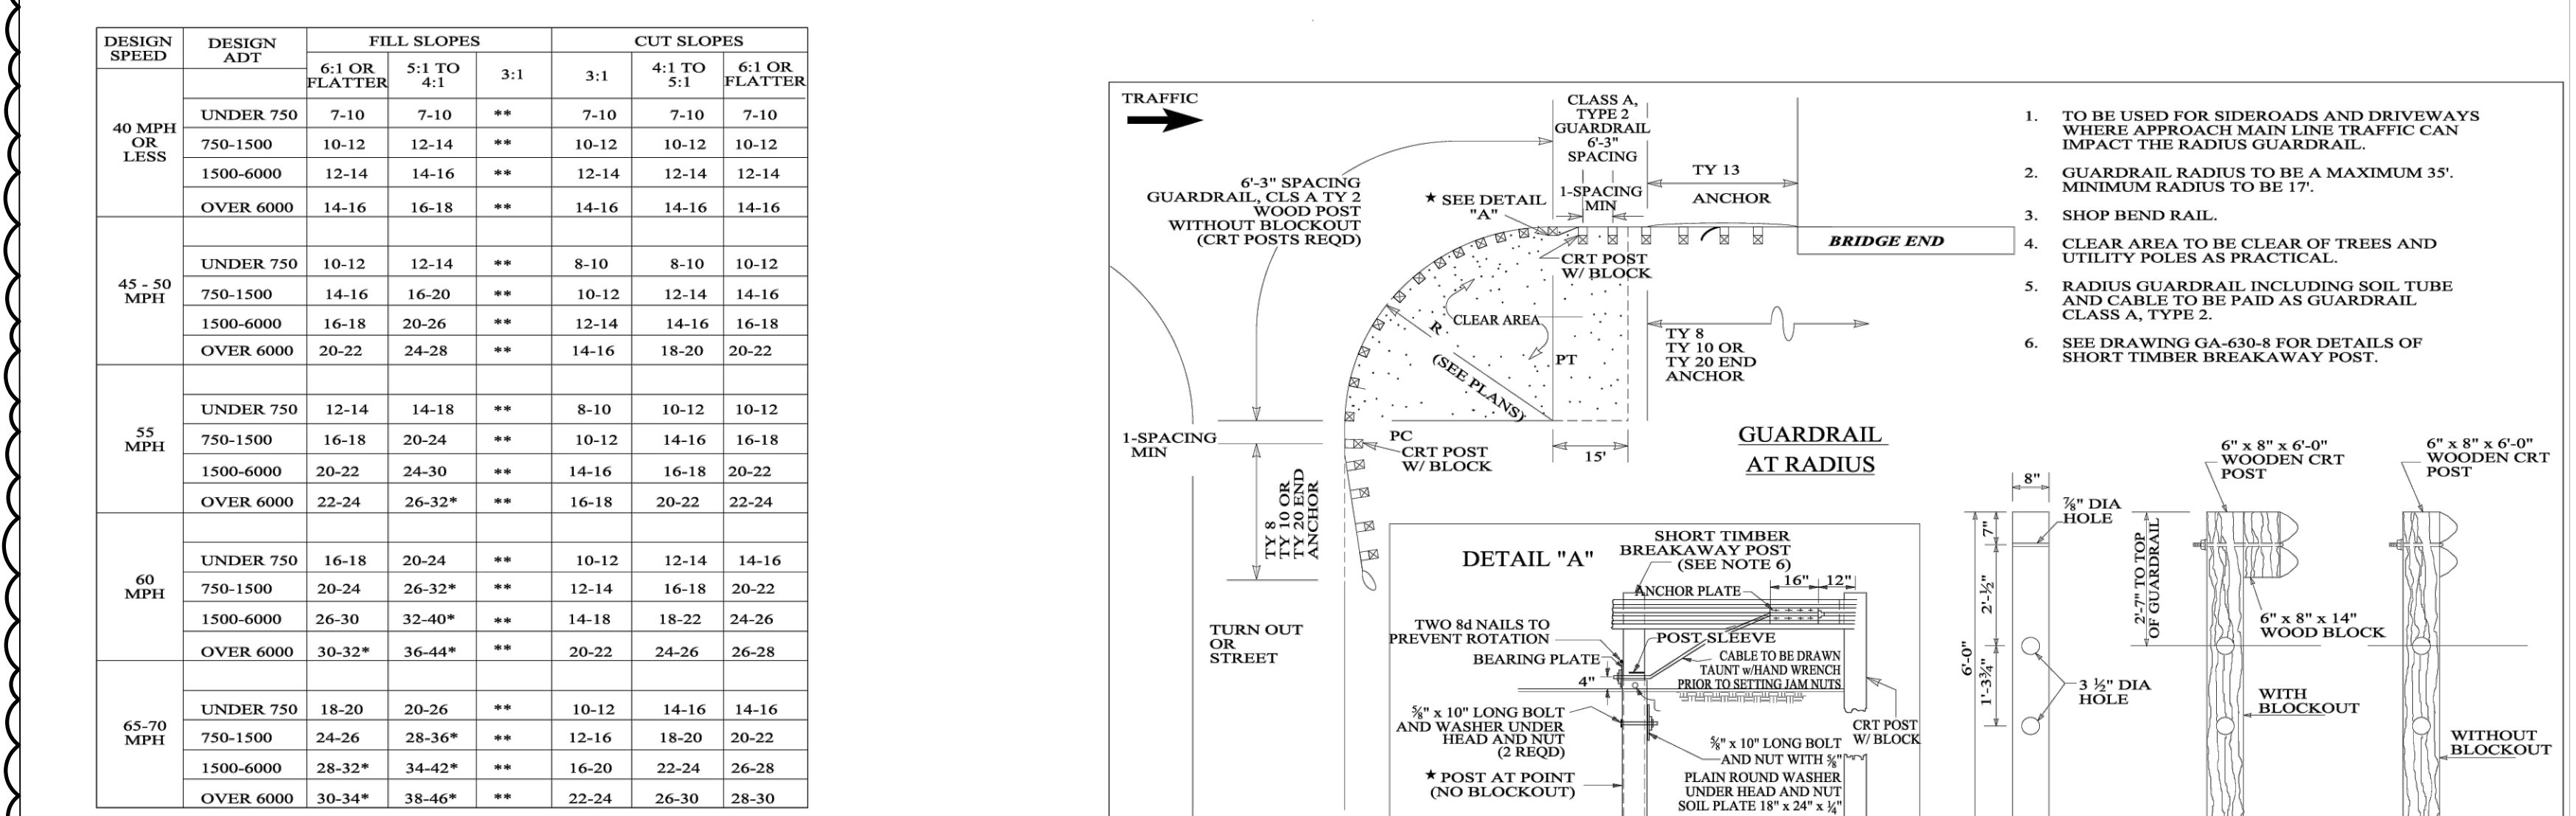 DESIGN SPEED DESIGN ADT FILL SLOPES CUT SLOPES
6:1 OR FLATTER 5:1 TO 4:1 3:1 3:1 4:1 TO 5:1 6:1 OR FLATTER
40 MPH OR LESS
UNDER 750 7-10 7-10 ** 7-10 7-10 7-10
750-1500 10-12 12-14 ** 10-12 10-12 10-12
1500-6000 12-14 14-16 ** 12-14 12-14 12-14
OVER 6000 14-16 16-18 ** 14-16 14-16 14-16
45 - 50 MPH
UNDER 750 10-12 12-14 ** 8-10 8-10 10-12
750-1500 14-16 16-20 ** 10-12 12-14 14-16
1500-6000 16-18 20-26 ** 12-14 14-16 16-18
OVER 6000 20-22 24-28 ** 14-16 18-20 20-22
55 MPH
UNDER 750 12-14 14-18 ** 8-10 10-12 10-12
750-1500 16-18 20-24 ** 10-12 14-16 16-18
1500-6000 20-22 24-30 ** 14-16 16-18 20-22
OVER 6000 22-24 26-32* ** 16-18 20-22 22-24
60 MPH
UNDER 750 16-18 20-24 ** 10-12 12-14 14-16
750-1500 20-24 26-32* ** 12-14 16-18 20-22
1500-6000 26-30 32-40* ** 14-18 18-22 24-26
OVER 6000 30-32* 36-44* ** 20-22 24-26 26-28
65-70 MPH
UNDER 750 18-20 20-26 ** 10-12 14-16 14-16
750-1500 24-26 28-36* ** 12-16 18-20 20-22
1500-6000 28-32* 34-42* ** 16-20 22-24 26-28
OVER 6000 30-34* 38-46* ** 22-24 26-30 28-30
TRAFFIC
CLASS A,
TYPE 2
GUARDRAIL
6'-3"
SPACING
1-SPACING
MIN
TY 13
ANCHOR
6'-3" SPACING
GUARDRAIL, CLS A TY 2
WOOD POST
WITHOUT BLOCKOUT
(CRT POSTS REQD)
★ SEE DETAIL
"A"
BRIDGE END
CRT POST
W/ BLOCK
CLEAR AREA
R
(SEE PLANS)
PT
TY 8
TY 10 OR
TY 20 END
ANCHOR
1-SPACING
MIN
PC
CRT POST
W/ BLOCK
15'
TY 8
TY 10 OR
TY 20 END
ANCHOR
TURN OUT
OR
STREET
GUARDRAIL
AT RADIUS
1. TO BE USED FOR SIDEROADS AND DRIVEWAYS
WHERE APPROACH MAIN LINE TRAFFIC CAN
IMPACT THE RADIUS GUARDRAIL.
2. GUARDRAIL RADIUS TO BE A MAXIMUM 35'.
MINIMUM RADIUS TO BE 17'.
3. SHOP BEND RAIL.
4. CLEAR AREA TO BE CLEAR OF TREES AND
UTILITY POLES AS PRACTICAL.
5. RADIUS GUARDRAIL INCLUDING SOIL TUBE
AND CABLE TO BE PAID AS GUARDRAIL
CLASS A, TYPE 2.
6. SEE DRAWING GA-630-8 FOR DETAILS OF
SHORT TIMBER BREAKAWAY POST.
DETAIL "A"
SHORT TIMBER
BREAKAWAY POST
(SEE NOTE 6)
16" 12"
ANCHOR PLATE
TWO 8d NAILS TO
PREVENT ROTATION
POST SLEEVE
BEARING PLATE
CABLE TO BE DRAWN
TAUNT w/HAND WRENCH
PRIOR TO SETTING JAM NUTS
4"
⅝" x 10" LONG BOLT
AND WASHER UNDER
HEAD AND NUT
(2 REQD)
CRT POST
W/ BLOCK
⅝" x 10" LONG BOLT
AND NUT WITH ⅝"
PLAIN ROUND WASHER
UNDER HEAD AND NUT
SOIL PLATE 18" x 24" x ¼"
★ POST AT POINT
(NO BLOCKOUT)
8"
⅞" DIA
HOLE
7"
2'-½"
6'-0"
1'-3¾"
3 ½" DIA
HOLE
6" x 8" x 6'-0"
WOODEN CRT
POST
2'-7" TO TOP
OF GUARDRAIL
6" x 8" x 14"
WOOD BLOCK
WITH
BLOCKOUT
6" x 8" x 6'-0"
WOODEN CRT
POST
WITHOUT
BLOCKOUT